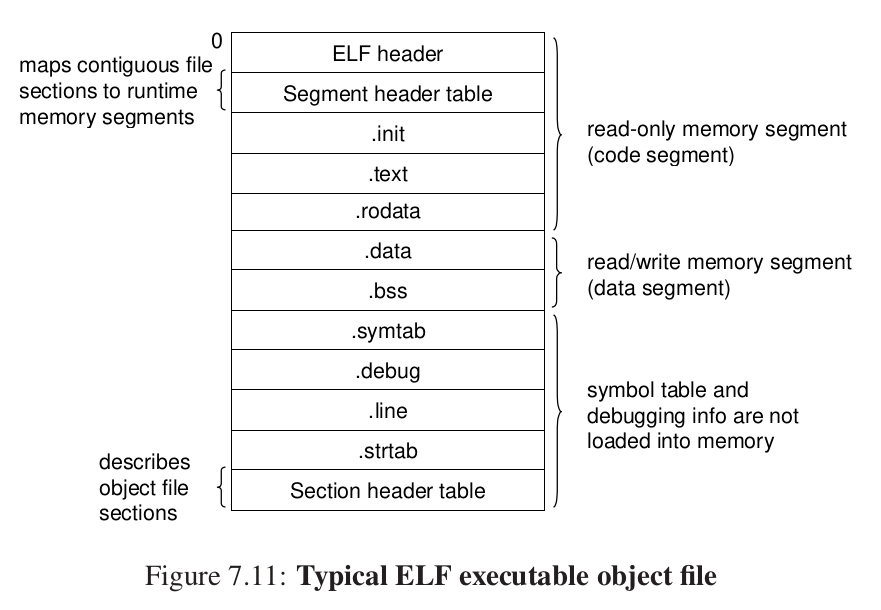 0
ELF header
maps contiguous file
sections to runtime
memory segments
Segment header table
.init
.text
.rodata
read-only memory segment
(code segment)
.data
.bss
read/write memory segment
(data segment)
.symtab
.debug
.line
.strtab
symbol table and
debugging info are not
loaded into memory
describes
object file
sections
Section header table
Figure 7.11: Typical ELF executable object file